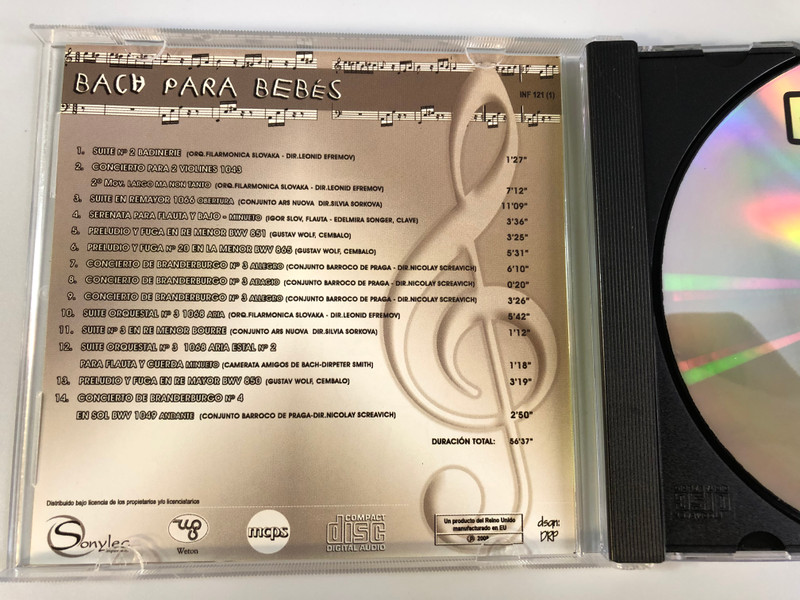 BACH PARA BEBÉS
INF 121 (1)
1. SUITE Nº 2 BADINERIE (ORQ.FILARMONICA SLOVAKA - DIR.LEONID EFREMOV) 1'27"
2. CONCIERTO PARA 2 VIOLINES 1043
2º MOV. LARGO MA NON TANTO (ORQ.FILARMONICA SLOVAKA - DIR.LEONID EFREMOV) 7'12"
3. SUITE EN REMAYOR 1066 OBERTURA (CONJUNTO ARS NUOVA DIR.SILVIA SORKOVA) 11'09"
4. SERENATA PARA FLAUTA Y BAJO - MINUETO (IGOR SLOV, FLAUTA - EDELMIRA SONGER, CLAVE) 3'36"
5. PRELUDIO Y FUGA EN RE MENOR BWV 851 (GUSTAV WOLF, CEMBALO) 3'25"
6. PRELUDIO Y FUGA Nº 20 EN LA MENOR BWV 865 (GUSTAV WOLF, CEMBALO) 5'31"
7. CONCIERTO DE BRANDERBURGO Nº 3 ALLEGRO (CONJUNTO BARROCO DE PRAGA - DIR.NICOLAY SCREAVICH) 6'10"
8. CONCIERTO DE BRANDERBURGO Nº 3 ADAGIO (CONJUNTO BARROCO DE PRAGA - DIR.NICOLAY SCREAVICH) 0'20"
9. CONCIERTO DE BRANDERBURGO Nº 3 ALLEGRO (CONJUNTO BARROCO DE PRAGA - DIR.NICOLAY SCREAVICH) 3'26"
10. SUITE ORQUESTAL Nº 3 1068 ARIA (ORQ.FILARMONICA SLOVAKA - DIR.LEONID EFREMOV) 5'42"
11. SUITE Nº 3 EN RE MENOR BOURRE (CONJUNTO ARS NUOVA DIR.SILVIA SORKOVA) 1'12"
12. SUITE ORQUESTAL Nº 3 1068 ARIA ESTAL Nº 2
PARA FLAUTA Y CUERDA MINUETO (CAMERATA AMIGOS DE BACH-DIRPETER SMITH) 1'18"
13. PRELUDIO Y FUGA EN RE MAYOR BWV 850 (GUSTAV WOLF, CEMBALO) 3'19"
14. CONCIERTO DE BRANDERBURGO Nº 4
EN SOL BWV 1049 ANDANTE (CONJUNTO BARROCO DE PRAGA-DIR.NICOLAY SCREAVICH) 2'50"
DURACIÓN TOTAL: 56'37"
Distribuido bajo licencia de los propietarios y/o licenciatarios
Sonylec
Weton
mcps
COMPACT
disc
DIGITAL AUDIO
Un producto del Reino Unido
manufacturado en EU
dsgn:
DRP